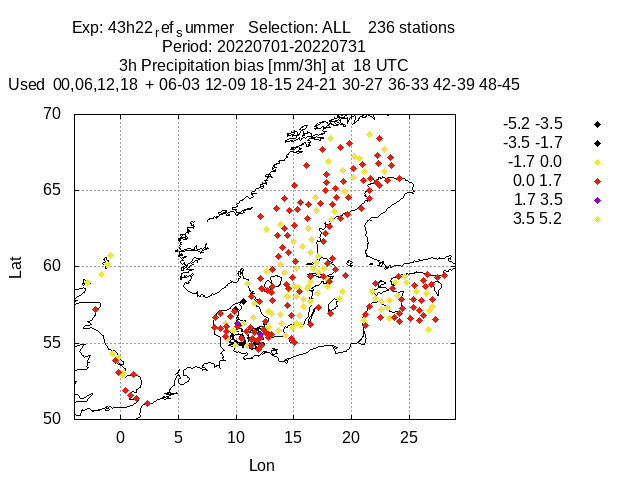 Exp: 43h22_ref_summer   Selection: ALL    236 stations
Period: 20220701-20220731
3h Precipitation bias [mm/3h] at  18 UTC
Used  00,06,12,18  + 06-03 12-09 18-15 24-21 30-27 36-33 42-39 48-45
-5.2 -3.5
-3.5 -1.7
-1.7 0.0
0.0 1.7
1.7 3.5
3.5 5.2
70
65
60
55
50
Lat
0 5 10 15 20 25
Lon